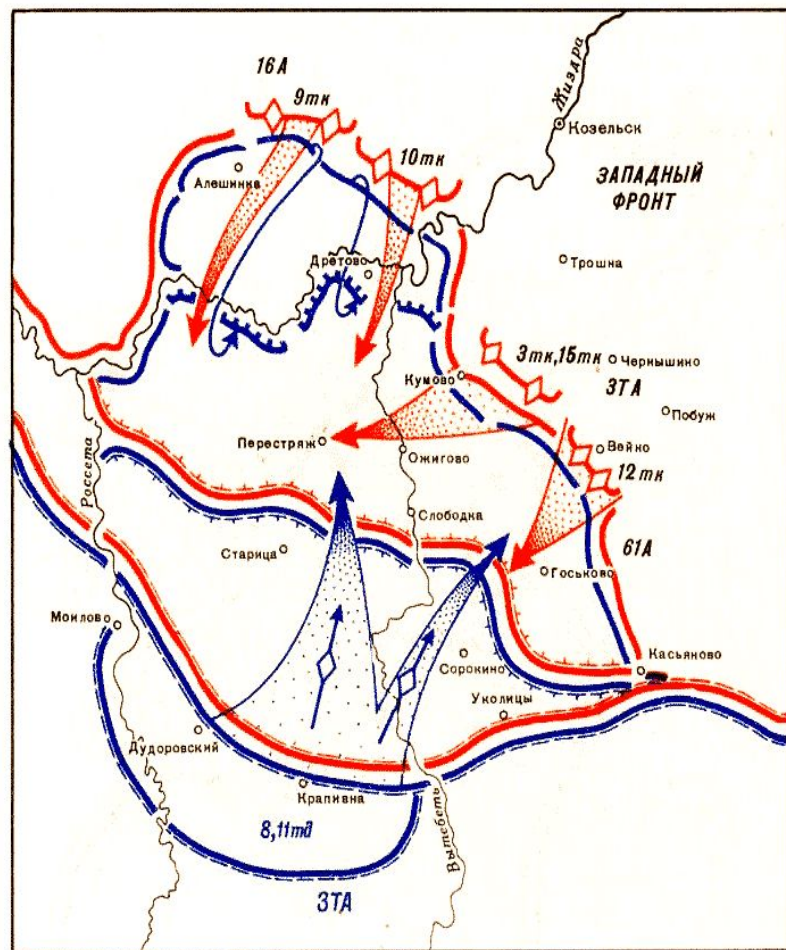 16А
9тк
Жиздра
Козельск
10тк
ЗАПАДНЫЙ
ФРОНТ
Алешинка
Дретово
Трошна
3тк,15тк
Чернышино
3ТА
Кумово
Побуж
Перестряж
Ожигово
Вейно
12тк
Россета
Слободка
61А
Старица
Госьково
Моилово
Сорокино
Касьяново
Уколицы
Дудоровский
Крапивна
8,11тд
Вытебеть
3ТА